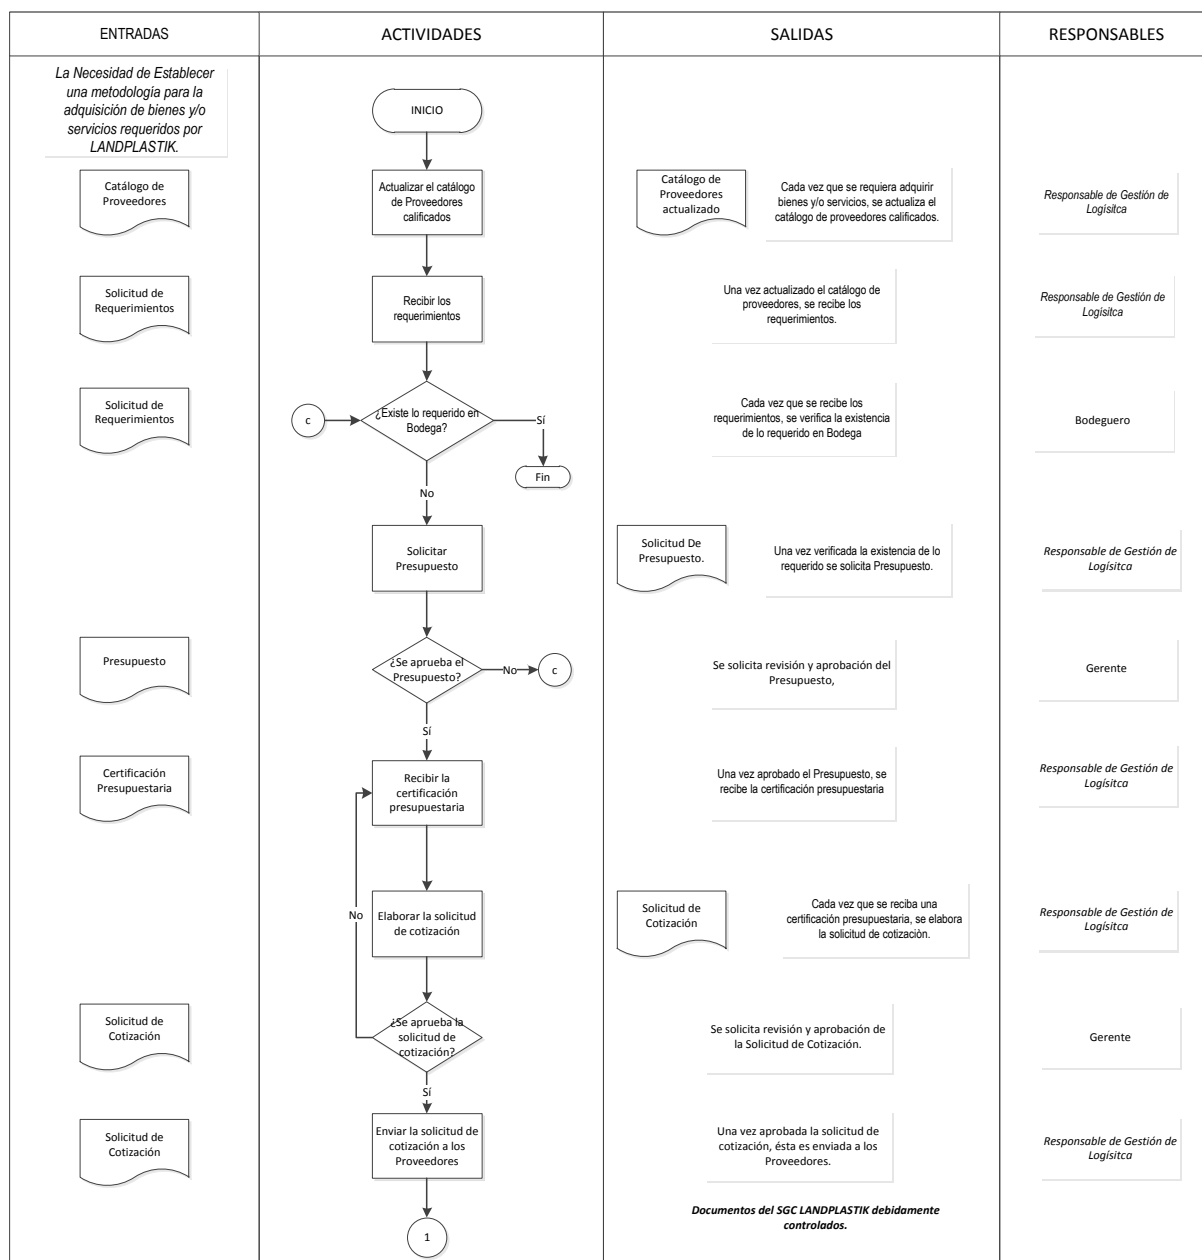 ENTRADAS
ACTIVIDADES
SALIDAS
RESPONSABLES
La Necesidad de Establecer
una metodología para la
adquisición de bienes y/o
servicios requeridos por
LANDPLASTIK.
INICIO
Catálogo de
Proveedores
Actualizar el catálogo
de Proveedores
calificados
Catálogo de
Proveedores
actualizado
Cada vez que se requiera adquirir
bienes y/o servicios, se actualiza el
catálogo de proveedores calificados.
Responsable de Gestión de
Logísitca
Solicitud de
Requerimientos
Recibir los
requerimientos
Una vez actualizado el catálogo de
proveedores, se recibe los
requerimientos.
Responsable de Gestión de
Logísitca
Solicitud de
Requerimientos
c
¿Existe lo requerido en
Bodega?
Sí
Fin
No
Cada vez que se recibe los
requerimientos, se verifica la existencia
de lo requerido en Bodega
Bodeguero
Solicitar
Presupuesto
Solicitud De
Presupuesto.
Una vez verificada la existencia de lo
requerido se solicita Presupuesto.
Responsable de Gestión de
Logísitca
Presupuesto
¿Se aprueba el
Presupuesto?
No
c
Sí
Se solicita revisión y aprobación del
Presupuesto,
Gerente
Certificación
Presupuestaria
Recibir la
certificación
presupuestaria
Una vez aprobado el Presupuesto, se
recibe la certificación presupuestaria
Responsable de Gestión de
Logísitca
No
Elaborar la solicitud
de cotización
Solicitud de
Cotización
Cada vez que se reciba una
certificación presupuestaria, se elabora
la solicitud de cotizaciòn.
Responsable de Gestión de
Logísitca
Solicitud de
Cotización
¿Se aprueba la
solicitud de
cotización?
Sí
Se solicita revisión y aprobación de
la Solicitud de Cotización.
Gerente
Solicitud de
Cotización
Enviar la solicitud de
cotización a los
Proveedores
Una vez aprobada la solicitud de
cotización, ésta es enviada a los
Proveedores.
Responsable de Gestión de
Logísitca
Documentos del SGC LANDPLASTIK debidamente
controlados.
1